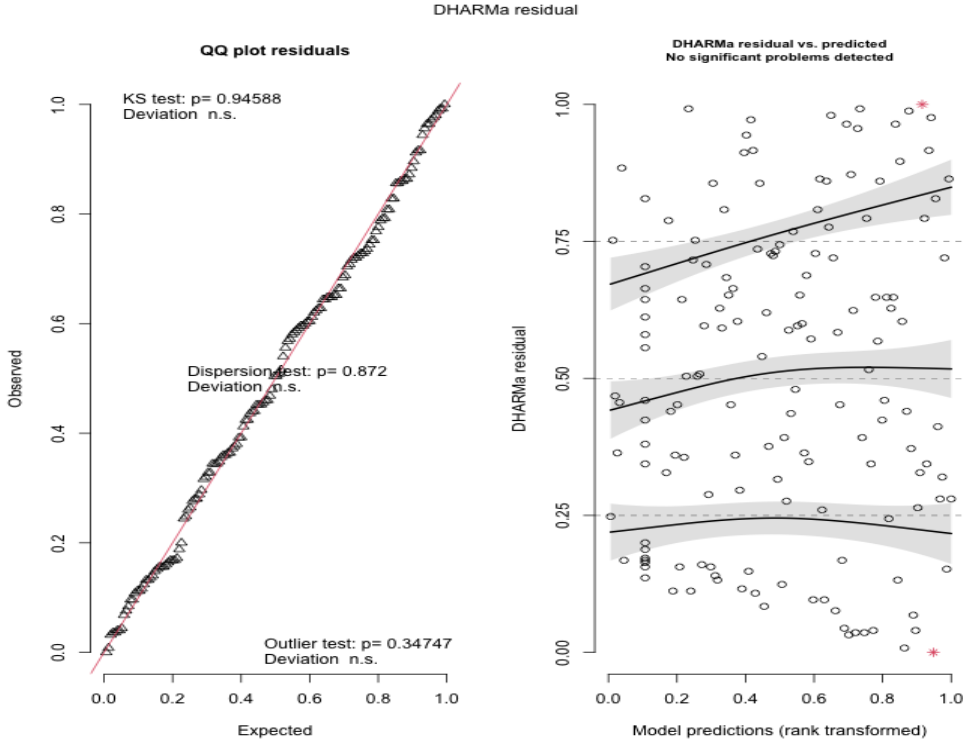 DHARMa residual
QQ plot residuals
KS test: p= 0.94588
Deviation n.s.
Dispersion test: p= 0.872
Deviation n.s.
Outlier test: p= 0.34747
Deviation n.s.
Observed
0.0
0.2
0.4
0.6
0.8
1.0
0.0 0.2 0.4 0.6 0.8 1.0
Expected
DHARMa residual vs. predicted
No significant problems detected
DHARMa residual
0.00
0.25
0.50
0.75
1.00
0.0 0.2 0.4 0.6 0.8 1.0
Model predictions (rank transformed)